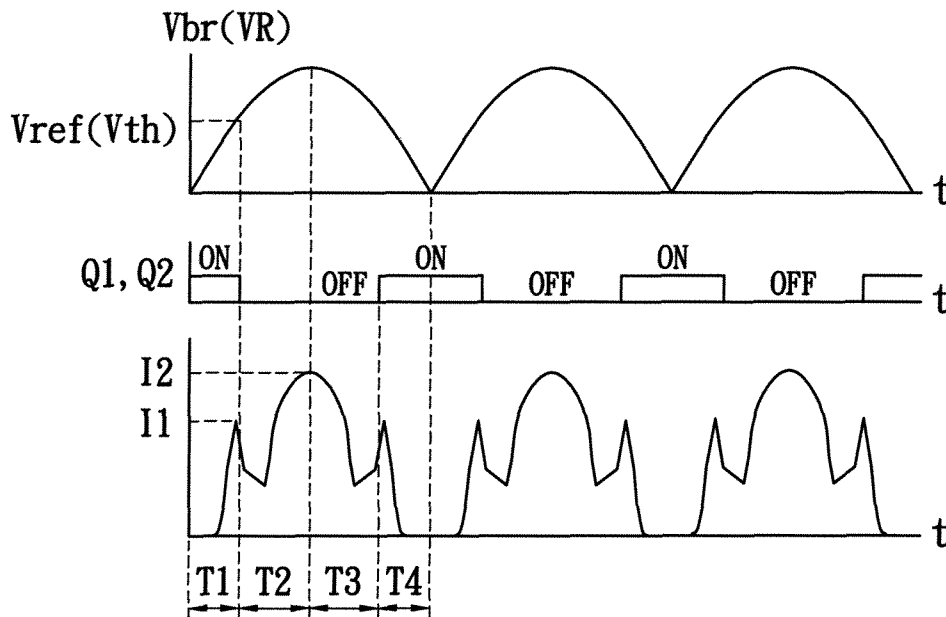 Vbr(VR)
Vref(Vth)
t
Q1, Q2
ON
OFF
ON
OFF
ON
OFF
t
I2
I1
t
T1
T2
T3
T4